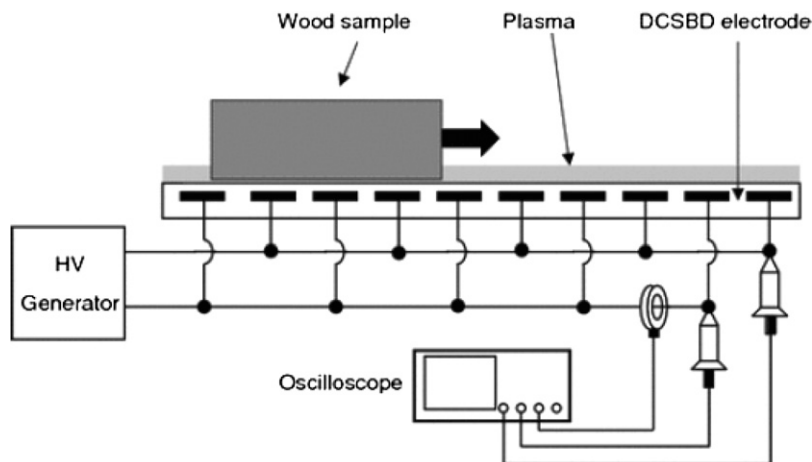 Wood sample
Plasma
DCSBD electrode
HV
Generator
Oscilloscope